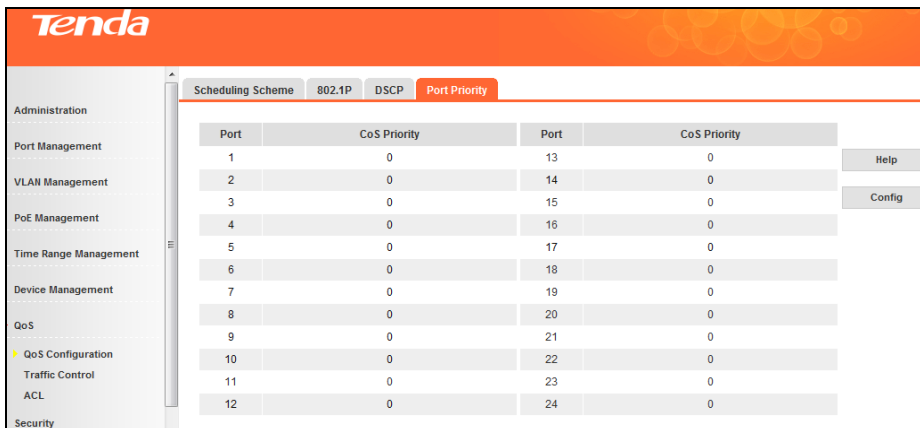 Tenda
Scheduling Scheme 802.1P DSCP Port Priority
Administration
Port Management
VLAN Management
PoE Management
Time Range Management
Device Management
QoS
QoS Configuration
Traffic Control
ACL
Security
Port CoS Priority Port CoS Priority
1 0 13 0
2 0 14 0
3 0 15 0
4 0 16 0
5 0 17 0
6 0 18 0
7 0 19 0
8 0 20 0
9 0 21 0
10 0 22 0
11 0 23 0
12 0 24 0
Help
Config